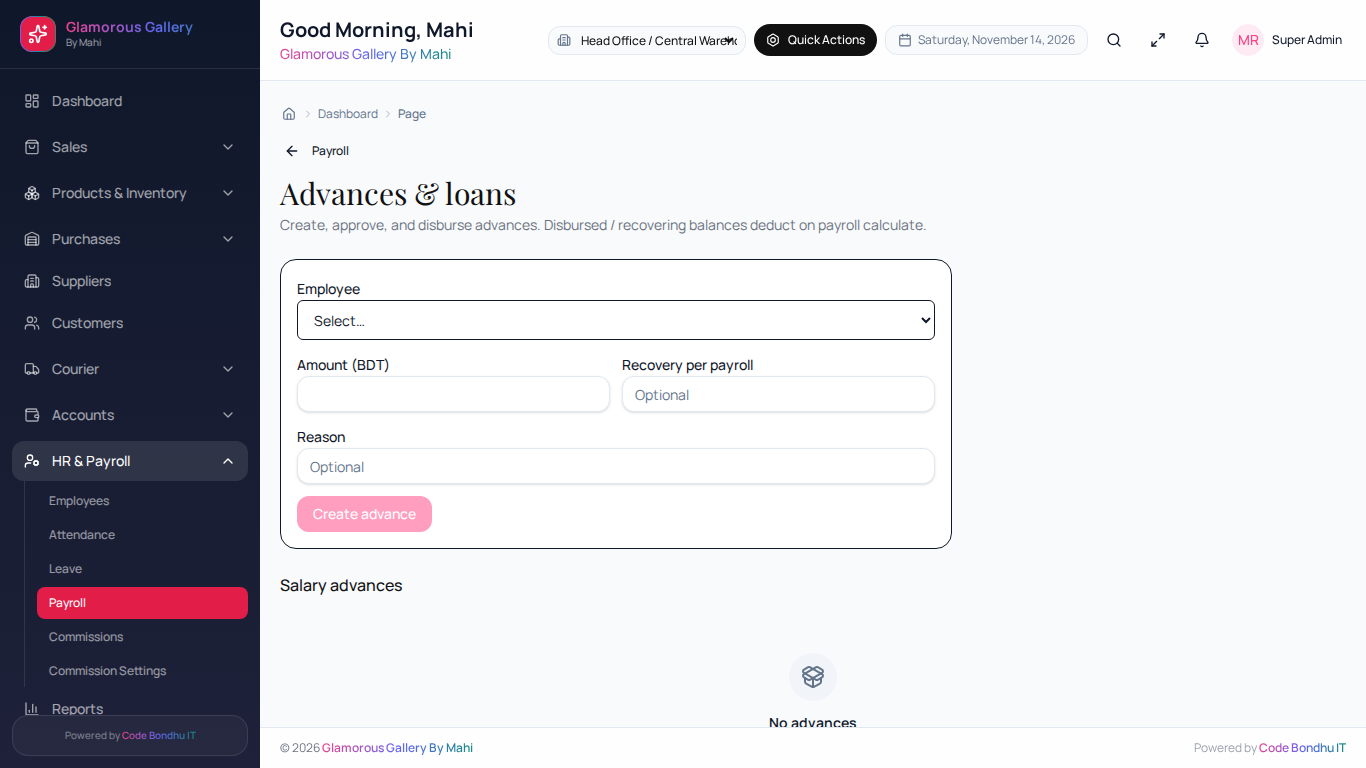 Glamorous Gallery
By Mahi
Dashboard
Sales
Products & Inventory
Purchases
Suppliers
Customers
Courier
Accounts
HR & Payroll
Employees
Attendance
Leave
Payroll
Commissions
Commission Settings
Reports
Powered by Code Bondhu IT
Good Morning, Mahi
Glamorous Gallery By Mahi
Head Office / Central
Quick Actions
Saturday, November 14, 2026
MR
Super Admin
Dashboard
Page
Payroll
Advances & loans
Create, approve, and disburse advances. Disbursed / recovering balances deduct on payroll calculate.
Employee
Select...
Amount (BDT)
Recovery per payroll
Optional
Reason
Optional
Create advance
Salary advances
No advances
© 2026 Glamorous Gallery By Mahi
Powered by Code Bondhu IT